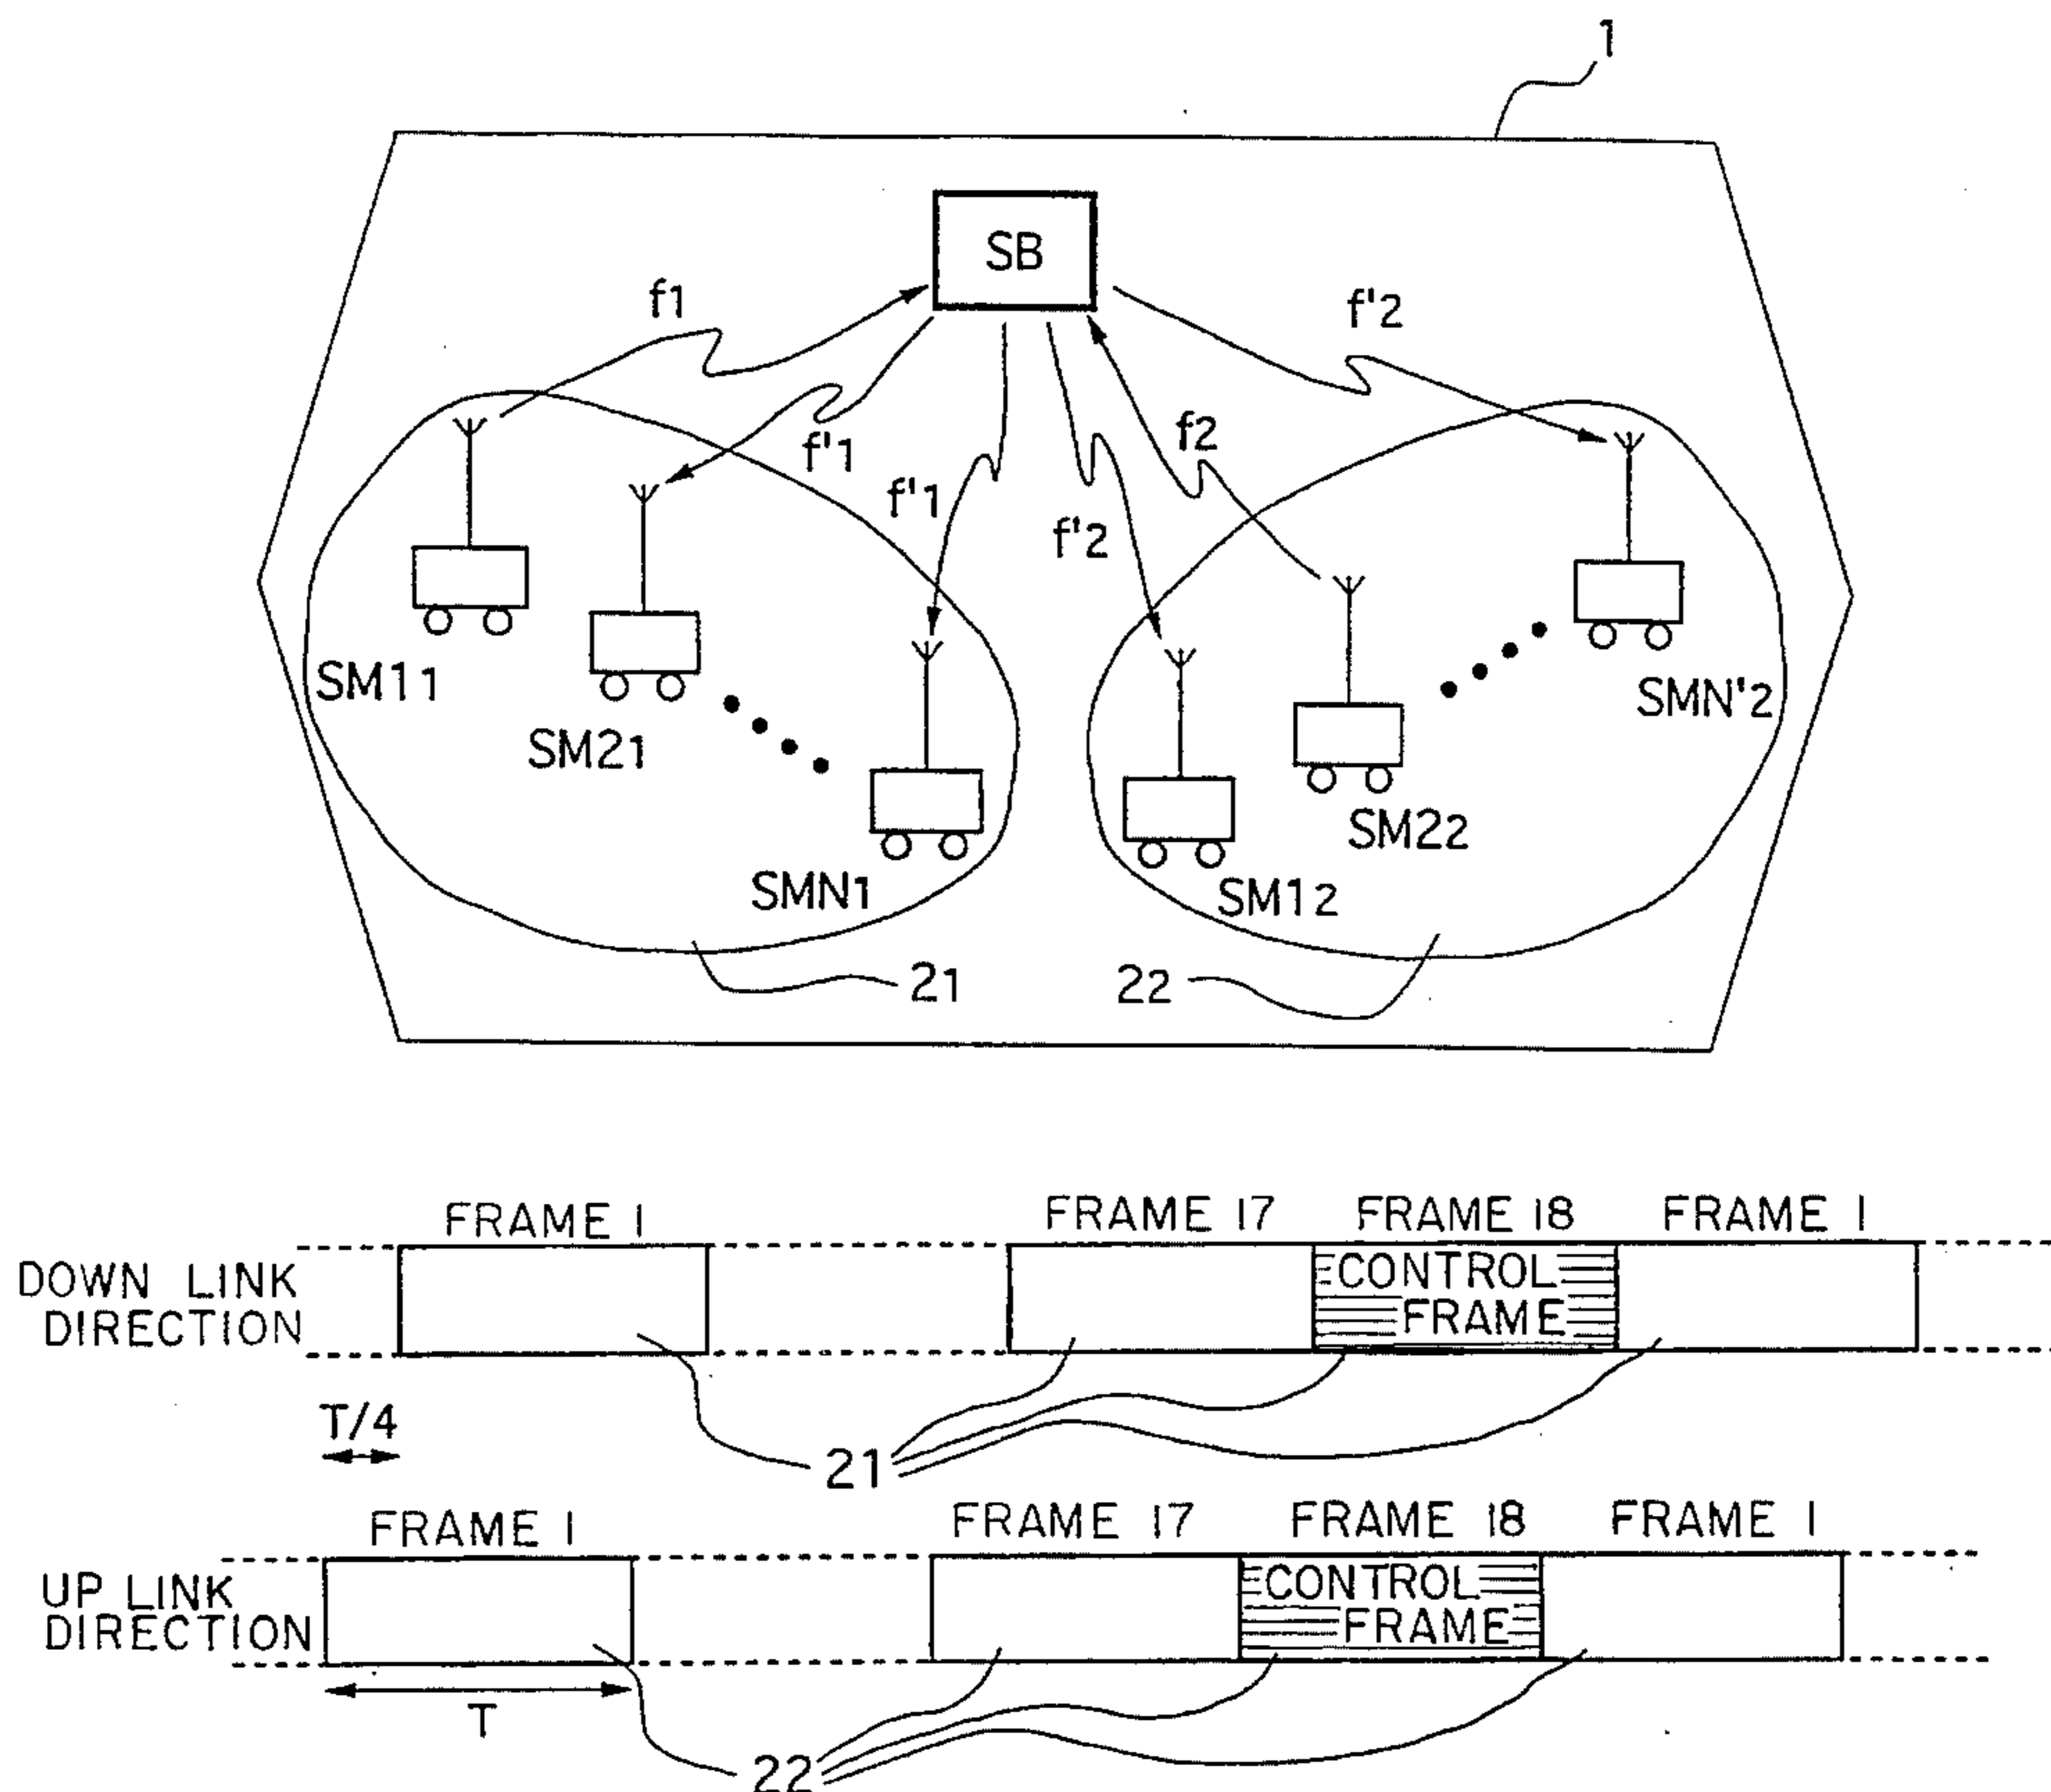 1
SB
f1
f'2
f'1
f2
f'1
f'2
SM11
SM21
SMN'2
SMN1
SM22
SM12
21
22
FRAME 1
FRAME 17
FRAME 18
FRAME 1
DOWN LINK
DIRECTION
CONTROL
FRAME
T/4
21
FRAME 1
FRAME 17
FRAME 18
FRAME 1
UP LINK
DIRECTION
CONTROL
FRAME
T
22